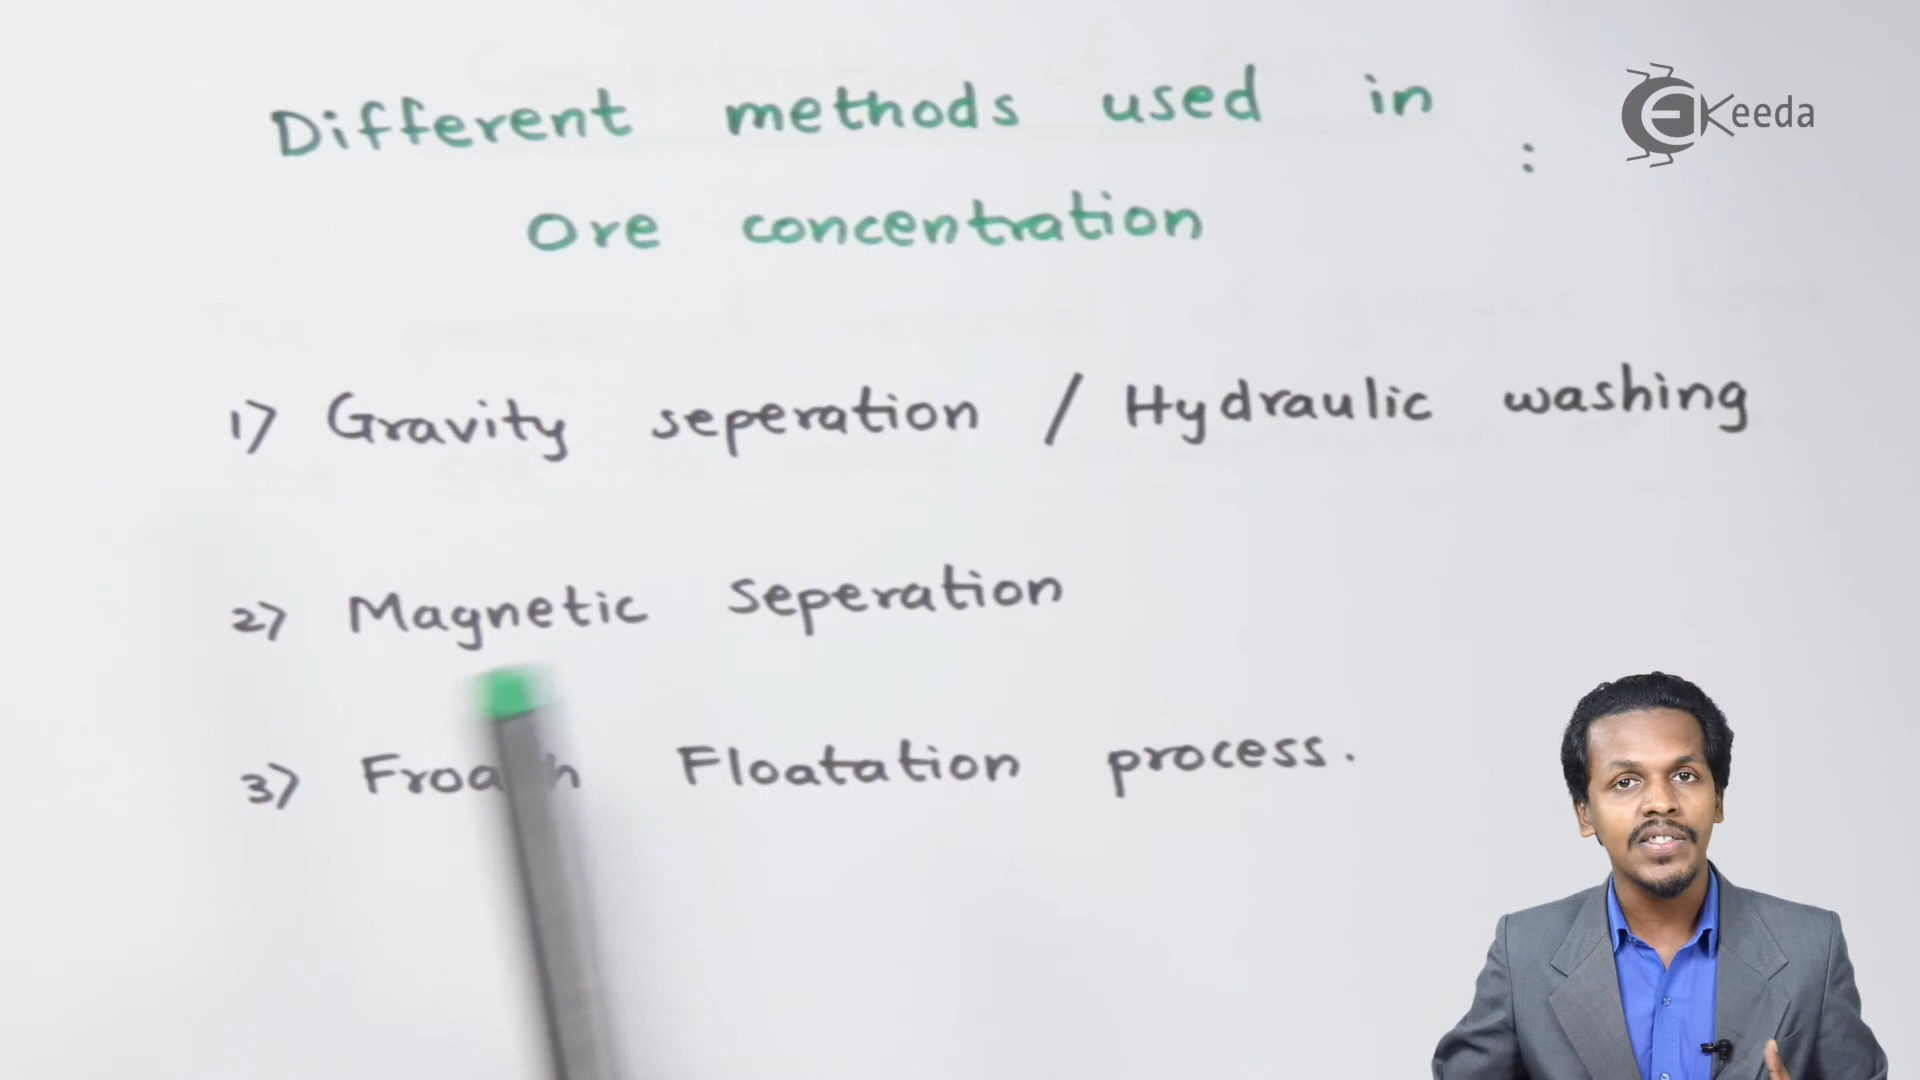 Different methods used in :
Ore concentration
1) Gravity seperation / Hydraulic washing
2) Magnetic Seperation
3) Floatation process.
Keeda